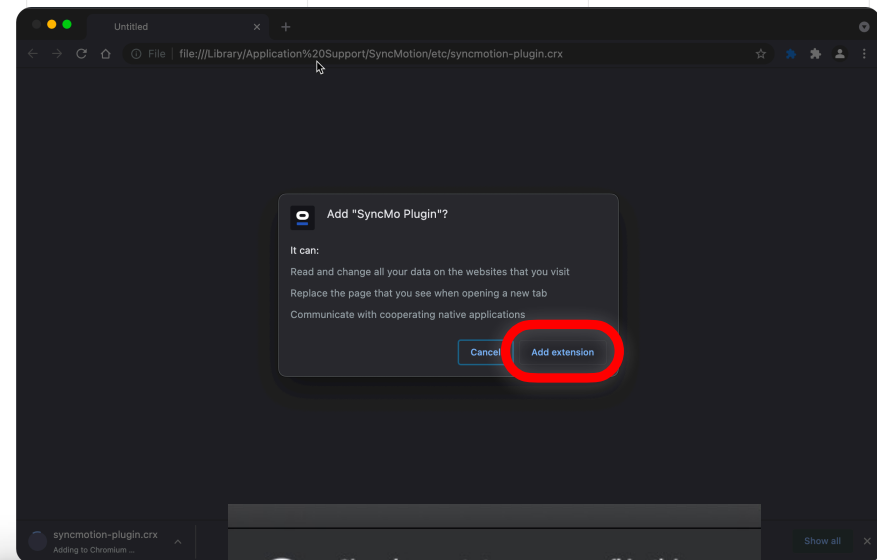 Untitled
File file:///Library/Application%20Support/SyncMotion/etc/syncmotion-plugin.crx
Add "SyncMo Plugin"?
It can:
Read and change all your data on the websites that you visit
Replace the page that you see when opening a new tab
Communicate with cooperating native applications
Cancel Add extension
syncmotion-plugin.crx
Adding to Chromium ...
Show all